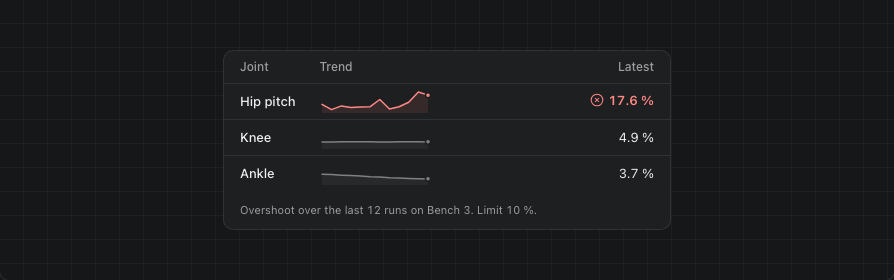 Joint Trend Latest
Hip pitch 17.6 %
Knee 4.9 %
Ankle 3.7 %
Overshoot over the last 12 runs on Bench 3. Limit 10 %.